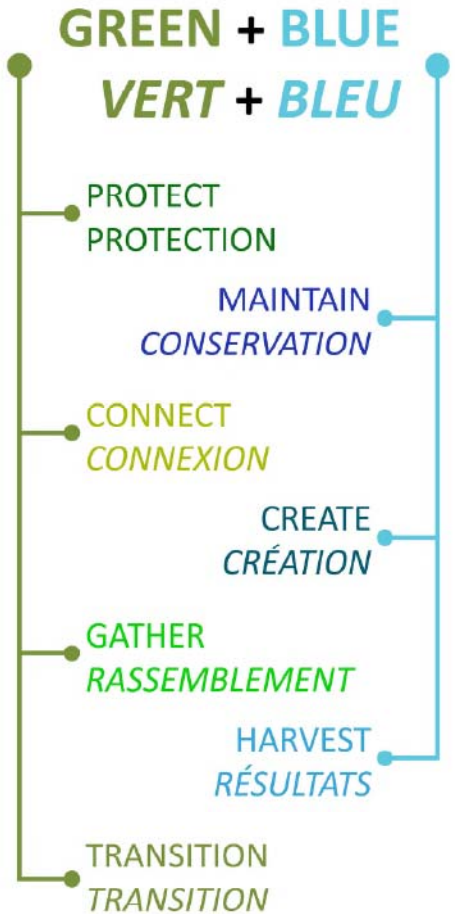 GREEN + BLUE
VERT + BLEU
PROTECT
PROTECTION
MAINTAIN
CONSERVATION
CONNECT
CONNEXION
CREATE
CRÉATION
GATHER
RASSEMBLEMENT
HARVEST
RÉSULTATS
TRANSITION
TRANSITION